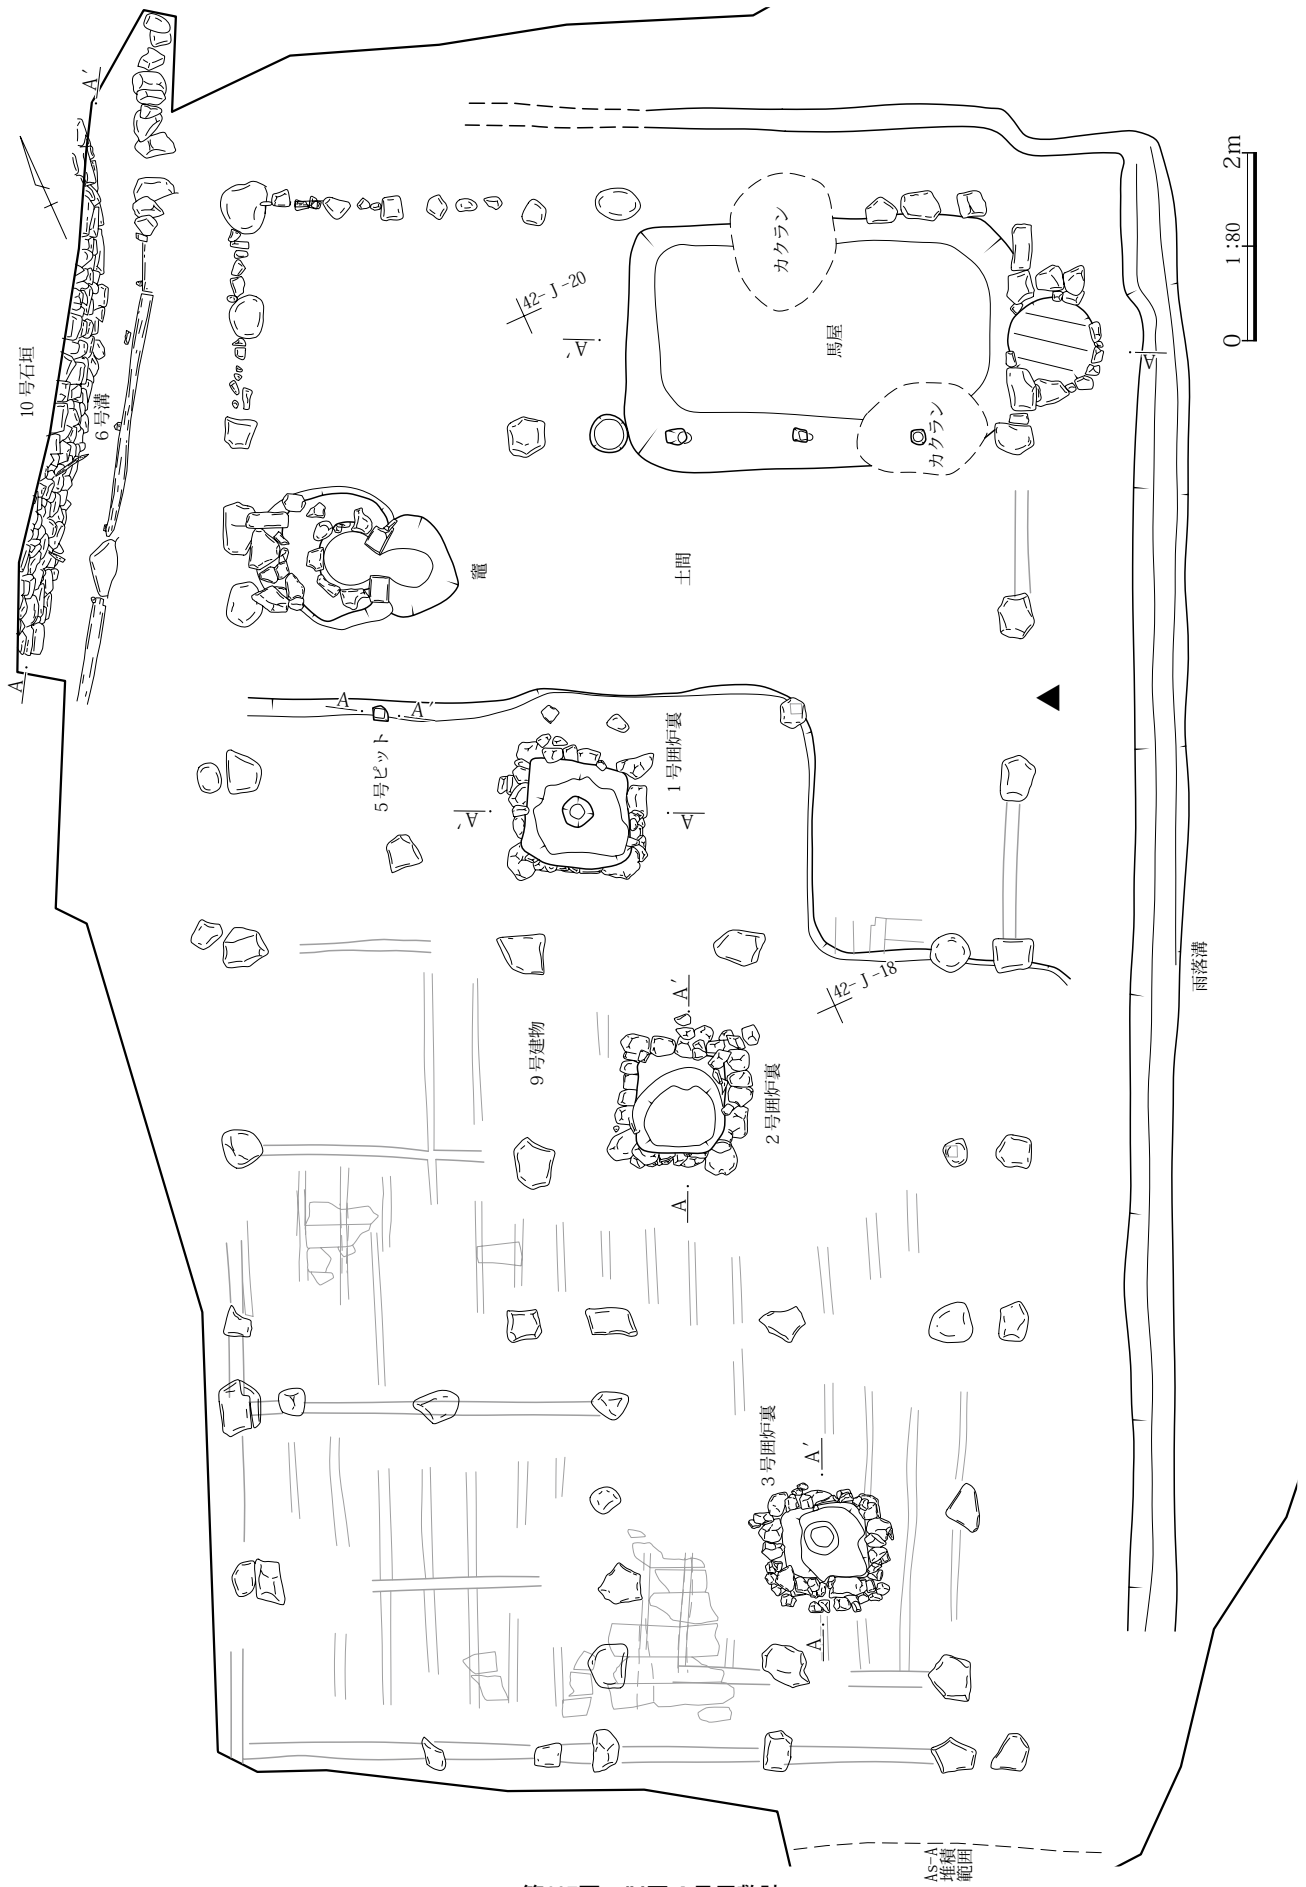 A′
10号石垣
6号溝
A
42-J-20
A′
カクラン
馬屋
カクラン
A
0
1:80
2m
竈
土間
A
A′
5号ピット
1号囲炉裏
A′
A
42-J-18
雨落溝
9号建物
A′
2号囲炉裏
A
3号囲炉裏
A′
A
As-A
堆積
範囲